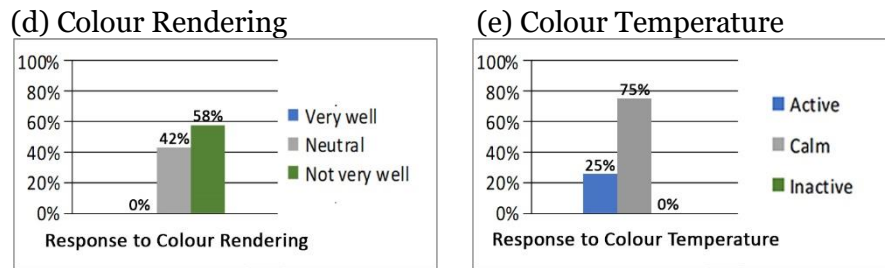 (d) Colour Rendering
100%
80%
60%
40%
20%
0%
0%
42%
58%
Very well
Neutral
Not very well
Response to Colour Rendering
(e) Colour Temperature
100%
80%
60%
40%
20%
0%
25%
75%
0%
Active
Calm
Inactive
Response to Colour Temperature